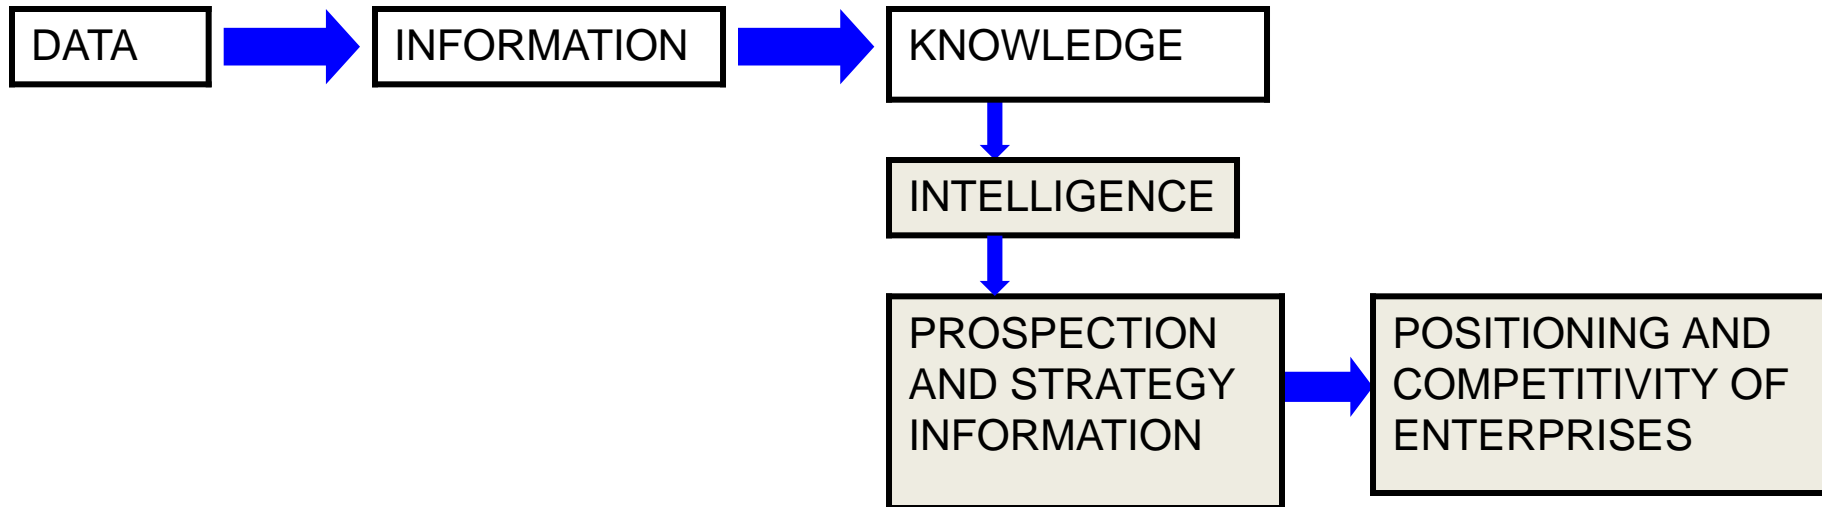 DATA
INFORMATION
KNOWLEDGE
INTELLIGENCE
PROSPECTION
AND STRATEGY
INFORMATION
POSITIONING AND
COMPETITIVITY OF
ENTERPRISES